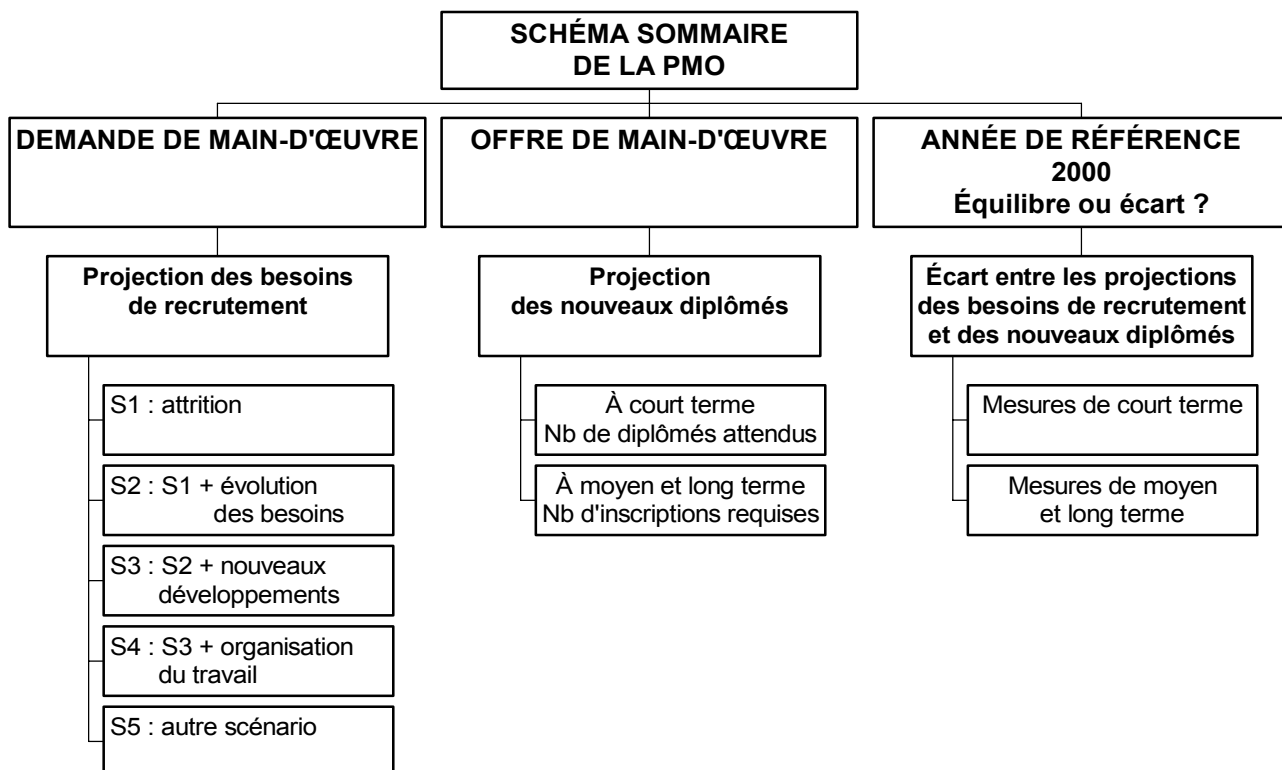 SCHÉMA SOMMAIRE
DE LA PMO
DEMANDE DE MAIN-D'ŒUVRE
OFFRE DE MAIN-D'ŒUVRE
ANNÉE DE RÉFÉRENCE
2000
Équilibre ou écart ?
Projection des besoins
de recrutement
Projection
des nouveaux diplômés
Écart entre les projections
des besoins de recrutement
et des nouveaux diplômés
S1 : attrition
S2 : S1 + évolution
des besoins
S3 : S2 + nouveaux
développements
S4 : S3 + organisation
du travail
S5 : autre scénario
À court terme
Nb de diplômés attendus
À moyen et long terme
Nb d'inscriptions requises
Mesures de court terme
Mesures de moyen
et long terme